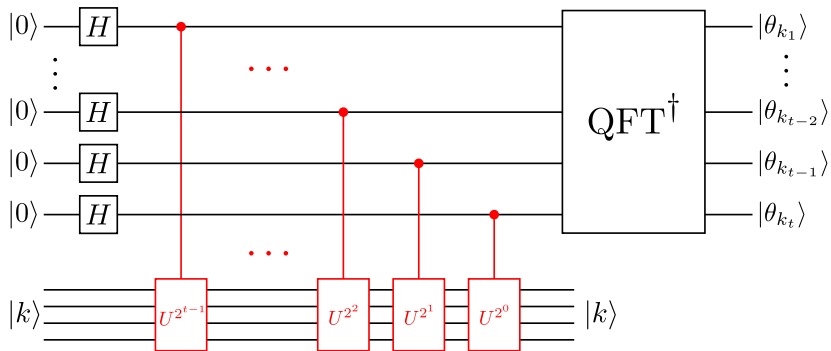 |0⟩ H |θ_{k_1}⟩
⋮ ⋯ ⋮
|0⟩ H QFT† |θ_{k_{t−2}}⟩
|0⟩ H |θ_{k_{t−1}}⟩
|0⟩ H |θ_{k_t}⟩
⋯
|k⟩ U^{2^{t−1}} U^{2^2} U^{2^1} U^{2^0} |k⟩